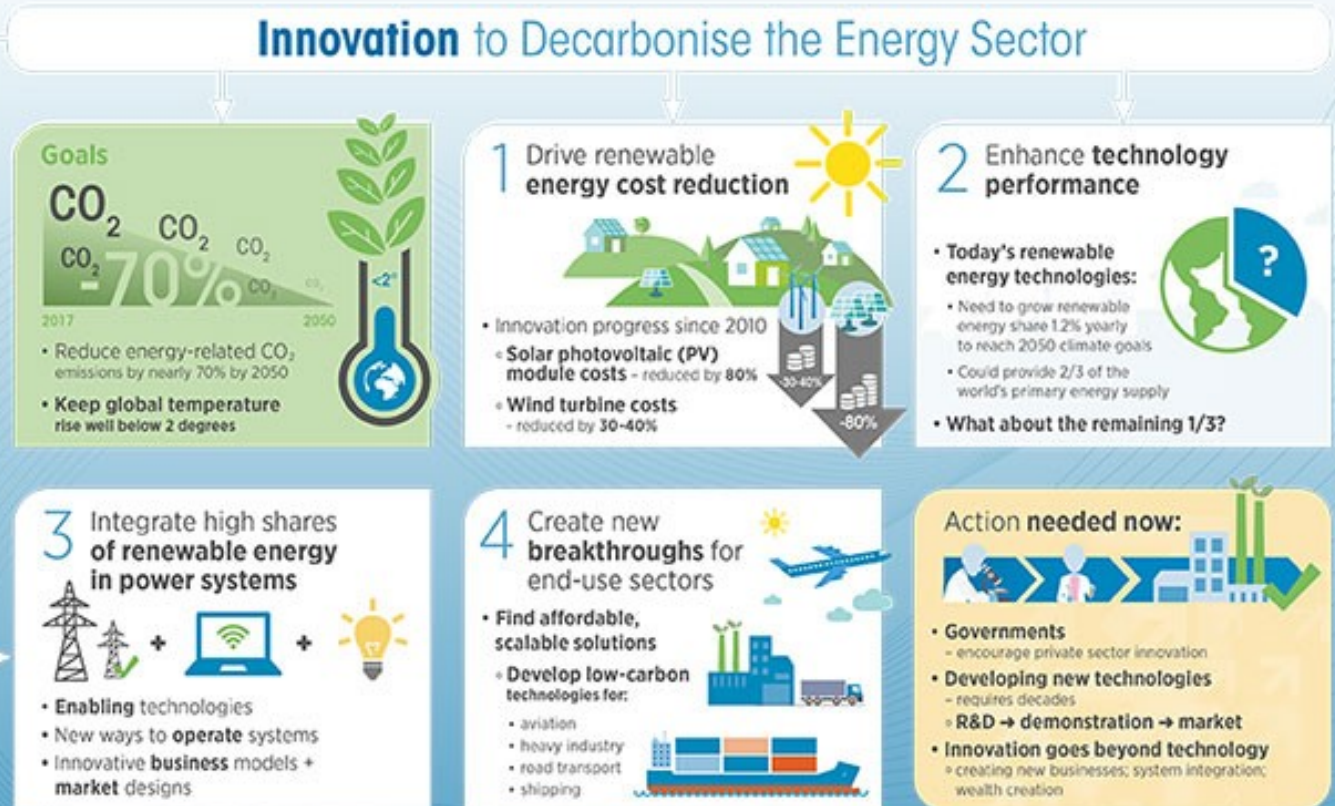 Innovation to Decarbonise the Energy Sector
Goals
CO₂
CO₂
CO₂
CO₂
-70%
CO₂
CO₂
<2°
2017
2050
• Reduce energy-related CO₂
emissions by nearly 70% by 2050
• Keep global temperature
rise well below 2 degrees
1 Drive renewable
energy cost reduction
• Innovation progress since 2010
◦ Solar photovoltaic (PV)
module costs – reduced by 80%
◦ Wind turbine costs
– reduced by 30-40%
-30-40%
-80%
2 Enhance technology
performance
?
• Today's renewable
energy technologies:
• Need to grow renewable
energy share 1.2% yearly
to reach 2050 climate goals
• Could provide 2/3 of the
world's primary energy supply
• What about the remaining 1/3?
3 Integrate high shares
of renewable energy
in power systems
+
+
• Enabling technologies
• New ways to operate systems
• Innovative business models +
market designs
4 Create new
breakthroughs for
end-use sectors
• Find affordable,
scalable solutions
◦ Develop low-carbon
technologies for:
• aviation
• heavy industry
• road transport
• shipping
Action needed now:
• Governments
– encourage private sector innovation
• Developing new technologies
– requires decades
◦ R&D → demonstration → market
• Innovation goes beyond technology
◦ creating new businesses; system integration;
wealth creation